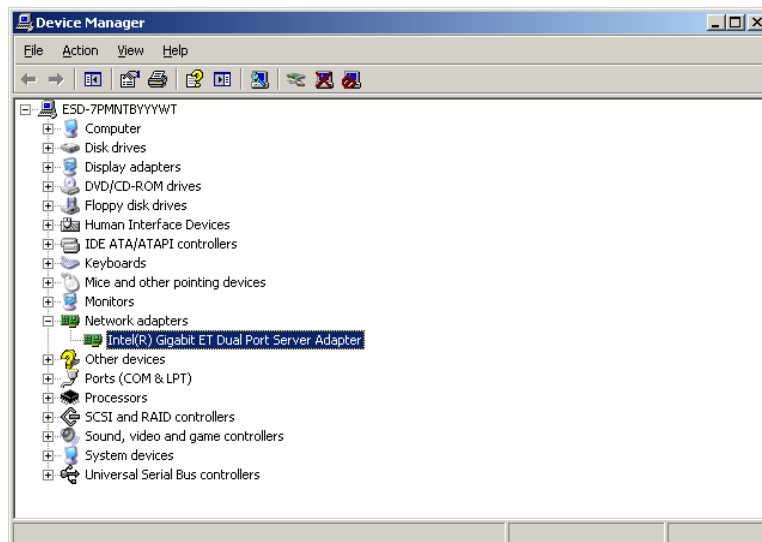 Device Manager
File Action View Help
ESD-7PMNTBYYYWT
Computer
Disk drives
Display adapters
DVD/CD-ROM drives
Floppy disk drives
Human Interface Devices
IDE ATA/ATAPI controllers
Keyboards
Mice and other pointing devices
Monitors
Network adapters
Intel(R) Gigabit ET Dual Port Server Adapter
Other devices
Ports (COM & LPT)
Processors
SCSI and RAID controllers
Sound, video and game controllers
System devices
Universal Serial Bus controllers